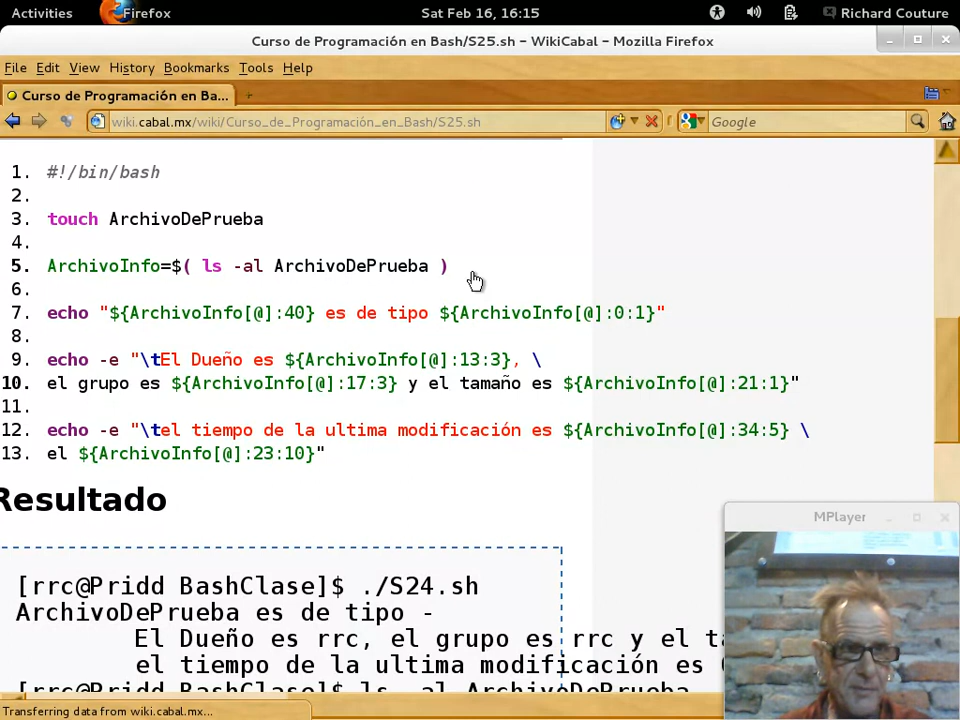 Activities Firefox Sat Feb 16, 16:15 Richard Couture
Curso de Programación en Bash/S25.sh - WikiCabal - Mozilla Firefox
File Edit View History Bookmarks Tools Help
Curso de Programación en Ba...
wiki.cabal.mx/wiki/Curso_de_Programación_en_Bash/S25.sh Google
1. #!/bin/bash
2.
3. touch ArchivoDePrueba
4.
5. ArchivoInfo=$( ls -al ArchivoDePrueba )
6.
7. echo "${ArchivoInfo[@]:40} es de tipo ${ArchivoInfo[@]:0:1}"
8.
9. echo -e "\tEl Dueño es ${ArchivoInfo[@]:13:3}, \
10. el grupo es ${ArchivoInfo[@]:17:3} y el tamaño es ${ArchivoInfo[@]:21:1}"
11.
12. echo -e "\tel tiempo de la ultima modificación es ${ArchivoInfo[@]:34:5} \
13. el ${ArchivoInfo[@]:23:10}"
Resultado
MPlayer
[rrc@Pridd BashClase]$ ./S24.sh
ArchivoDePrueba es de tipo -
El Dueño es rrc, el grupo es rrc y el ta
el tiempo de la ultima modificación es
[rrc@Pridd BashClase]$ ls -al ArchivoDePrueba
Transferring data from wiki.cabal.mx...